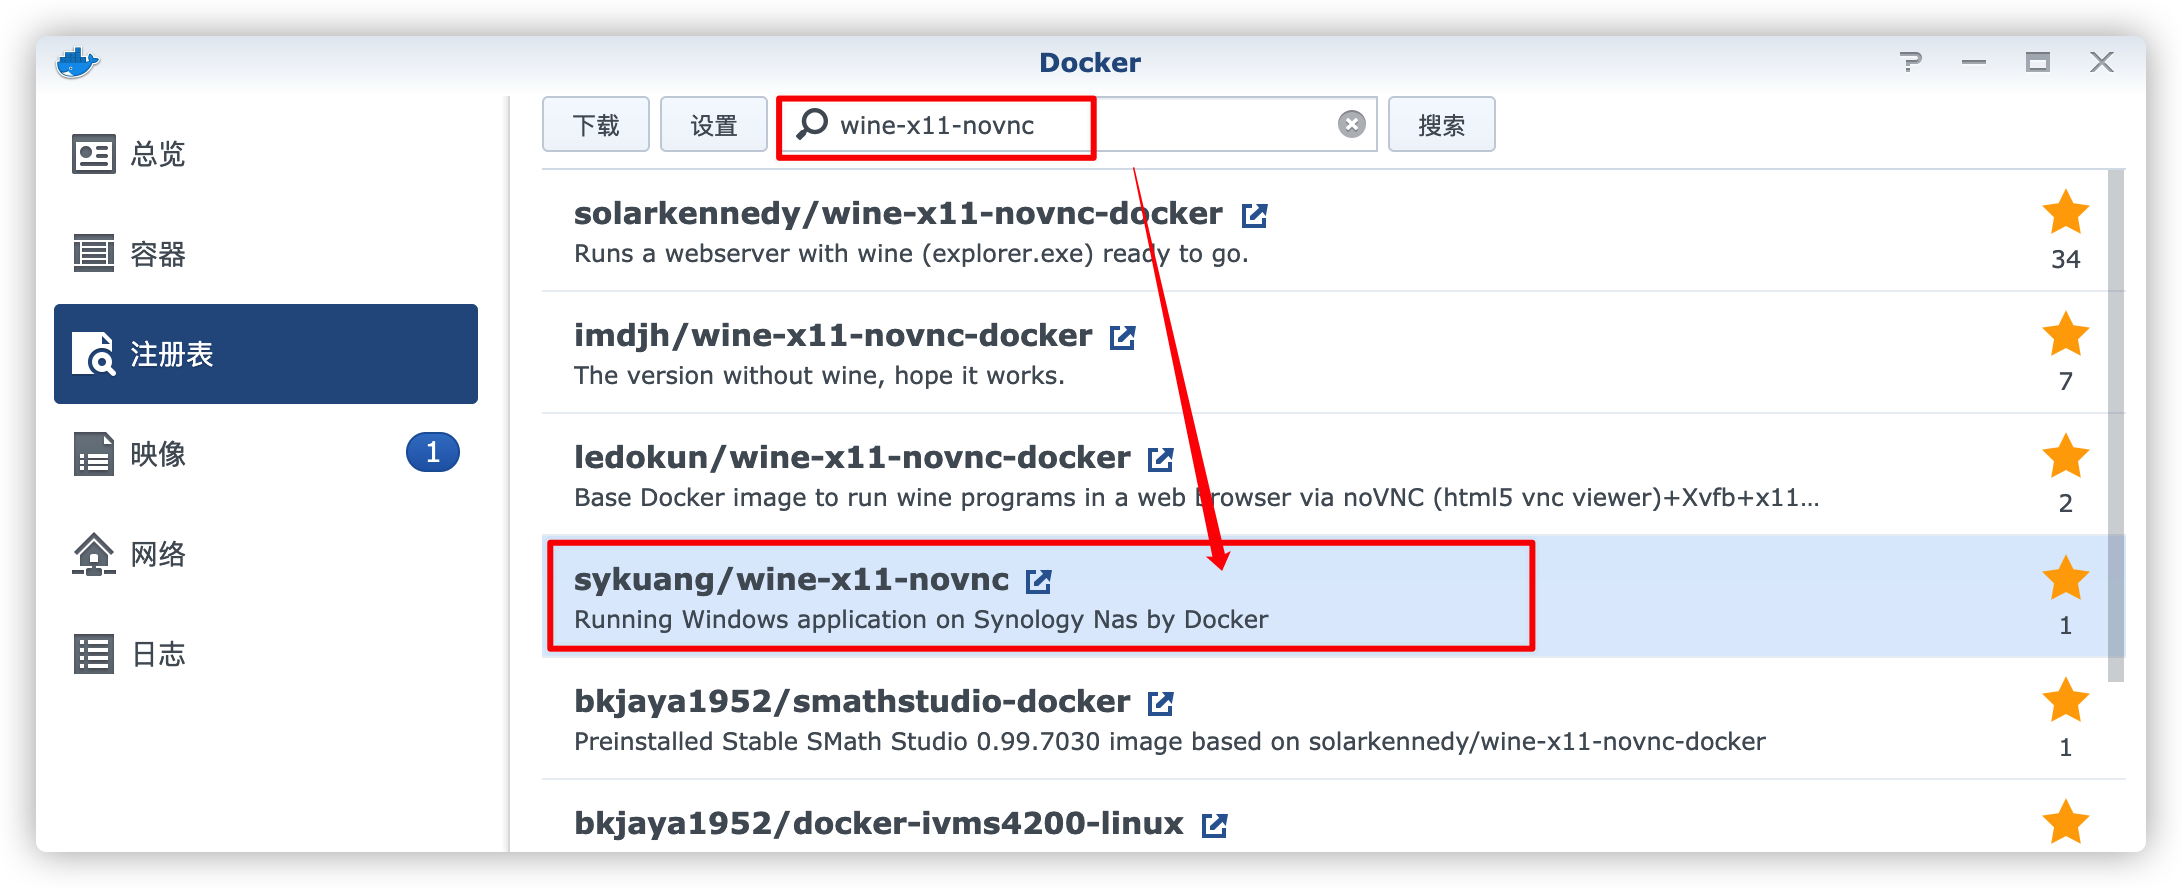 Docker
总览
容器
注册表
映像
1
网络
日志
下载
设置
wine-x11-novnc
搜索
solarkennedy/wine-x11-novnc-docker
Runs a webserver with wine (explorer.exe) ready to go.
34
imdjh/wine-x11-novnc-docker
The version without wine, hope it works.
7
ledokun/wine-x11-novnc-docker
Base Docker image to run wine programs in a web browser via noVNC (html5 vnc viewer)+Xvfb+x11...
2
sykuang/wine-x11-novnc
Running Windows application on Synology Nas by Docker
1
bkjaya1952/smathstudio-docker
Preinstalled Stable SMath Studio 0.99.7030 image based on solarkennedy/wine-x11-novnc-docker
1
bkjaya1952/docker-ivms4200-linux